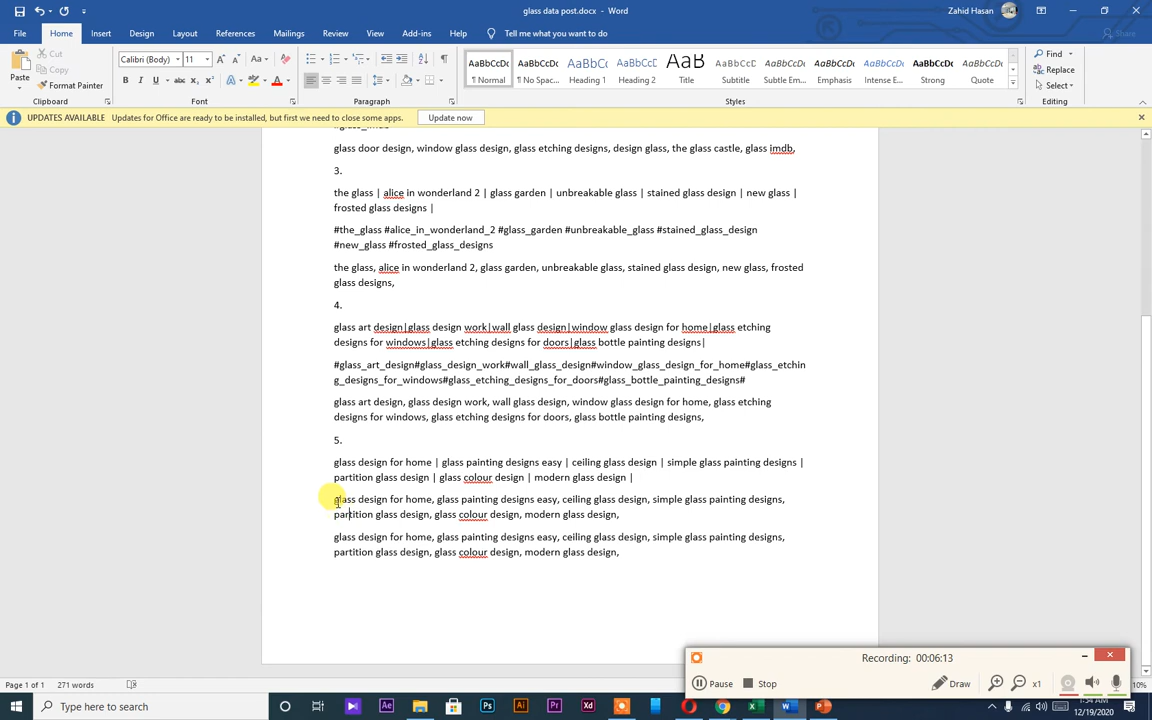 glass data post.docx - Word
Zahid Hasan
File Home Insert Design Layout References Mailings Review View Add-ins Help Tell me what you want to do Share
Cut
Copy
Format Painter
Paste
Clipboard
Calibri (Body) 11
Font
Paragraph
AaBbCcDc AaBbCcDc AaBbCc AaBbCcC AaB AaBbCcC AaBbCcDc AaBbCcDc AaBbCcDc AaBbCcDc AaBbCcDc
¶ Normal ¶ No Spac... Heading 1 Heading 2 Title Subtitle Subtle Em... Emphasis Intense E... Strong Quote
Styles
Find
Replace
Select
Editing
UPDATES AVAILABLE Updates for Office are ready to be installed, but first we need to close some apps. Update now
#glass_imdb
glass door design, window glass design, glass etching designs, design glass, the glass castle, glass imdb,
3.
the glass | alice in wonderland 2 | glass garden | unbreakable glass | stained glass design | new glass |
frosted glass designs |
#the_glass #alice_in_wonderland_2 #glass_garden #unbreakable_glass #stained_glass_design
#new_glass #frosted_glass_designs
the glass, alice in wonderland 2, glass garden, unbreakable glass, stained glass design, new glass, frosted
glass designs,
4.
glass art design|glass design work|wall glass design|window glass design for home|glass etching
designs for windows|glass etching designs for doors|glass bottle painting designs|
#glass_art_design#glass_design_work#wall_glass_design#window_glass_design_for_home#glass_etchin
g_designs_for_windows#glass_etching_designs_for_doors#glass_bottle_painting_designs#
glass art design, glass design work, wall glass design, window glass design for home, glass etching
designs for windows, glass etching designs for doors, glass bottle painting designs,
5.
glass design for home | glass painting designs easy | ceiling glass design | simple glass painting designs |
partition glass design | glass colour design | modern glass design |
glass design for home, glass painting designs easy, ceiling glass design, simple glass painting designs,
partition glass design, glass colour design, modern glass design,
glass design for home, glass painting designs easy, ceiling glass design, simple glass painting designs,
partition glass design, glass colour design, modern glass design,
Recording: 00:06:13
Pause Stop Draw x1
Page 1 of 1 271 words
Type here to search
12/19/2020